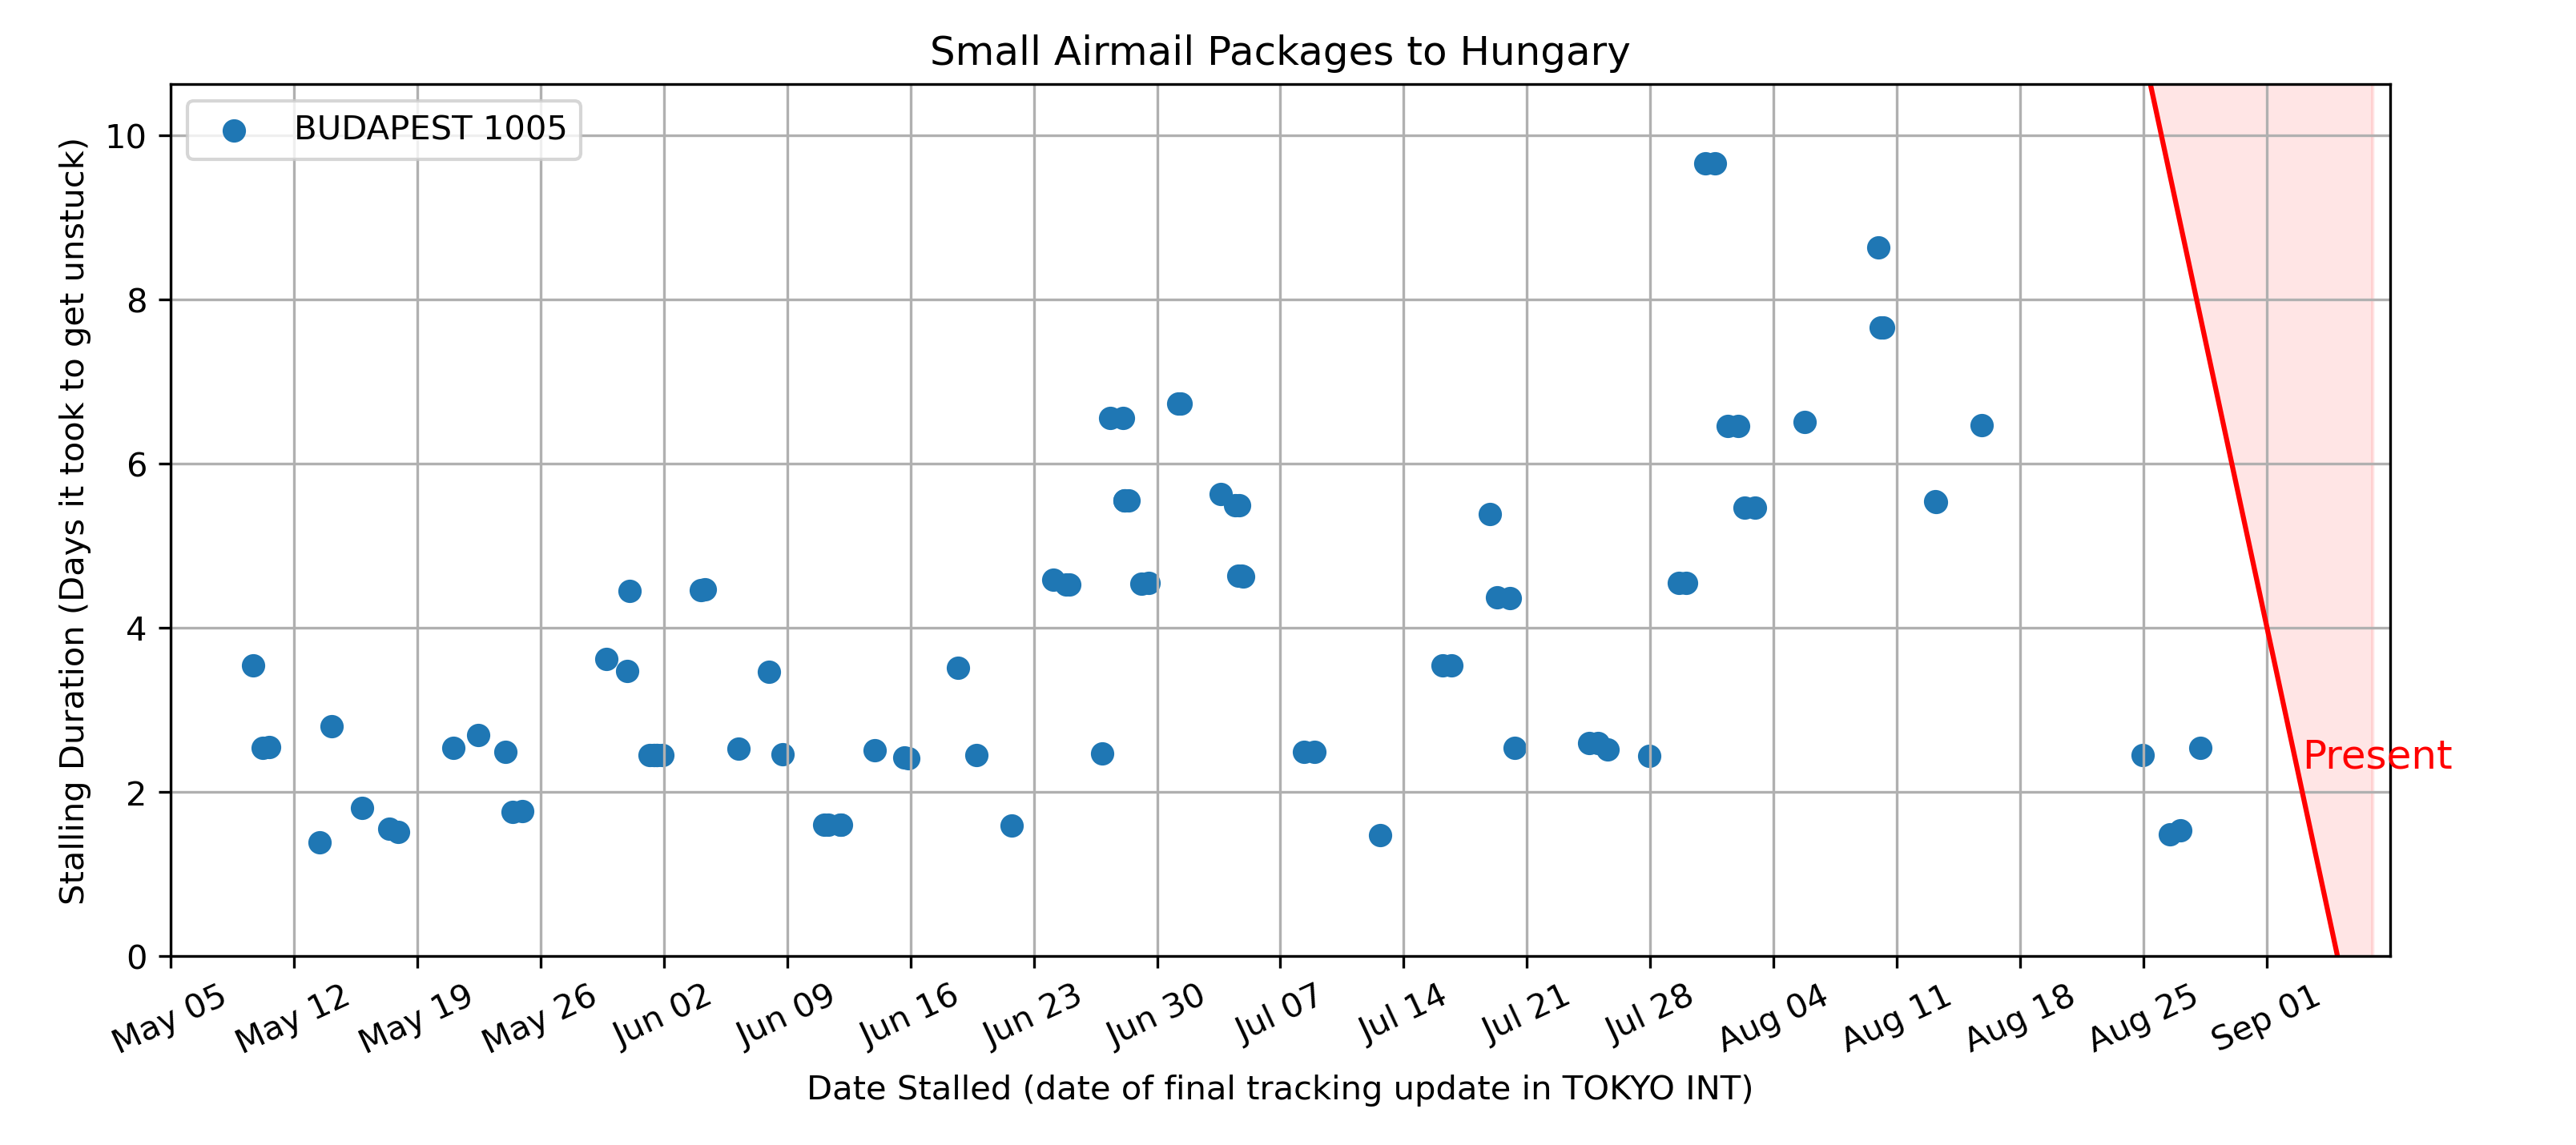 Small Airmail Packages to Hungary
BUDAPEST 1005
Stalling Duration (Days it took to get unstuck)
10
8
6
4
2
0
Present
May 05
May 12
May 19
May 26
Jun 02
Jun 09
Jun 16
Jun 23
Jun 30
Jul 07
Jul 14
Jul 21
Jul 28
Aug 04
Aug 11
Aug 18
Aug 25
Sep 01
Date Stalled (date of final tracking update in TOKYO INT)